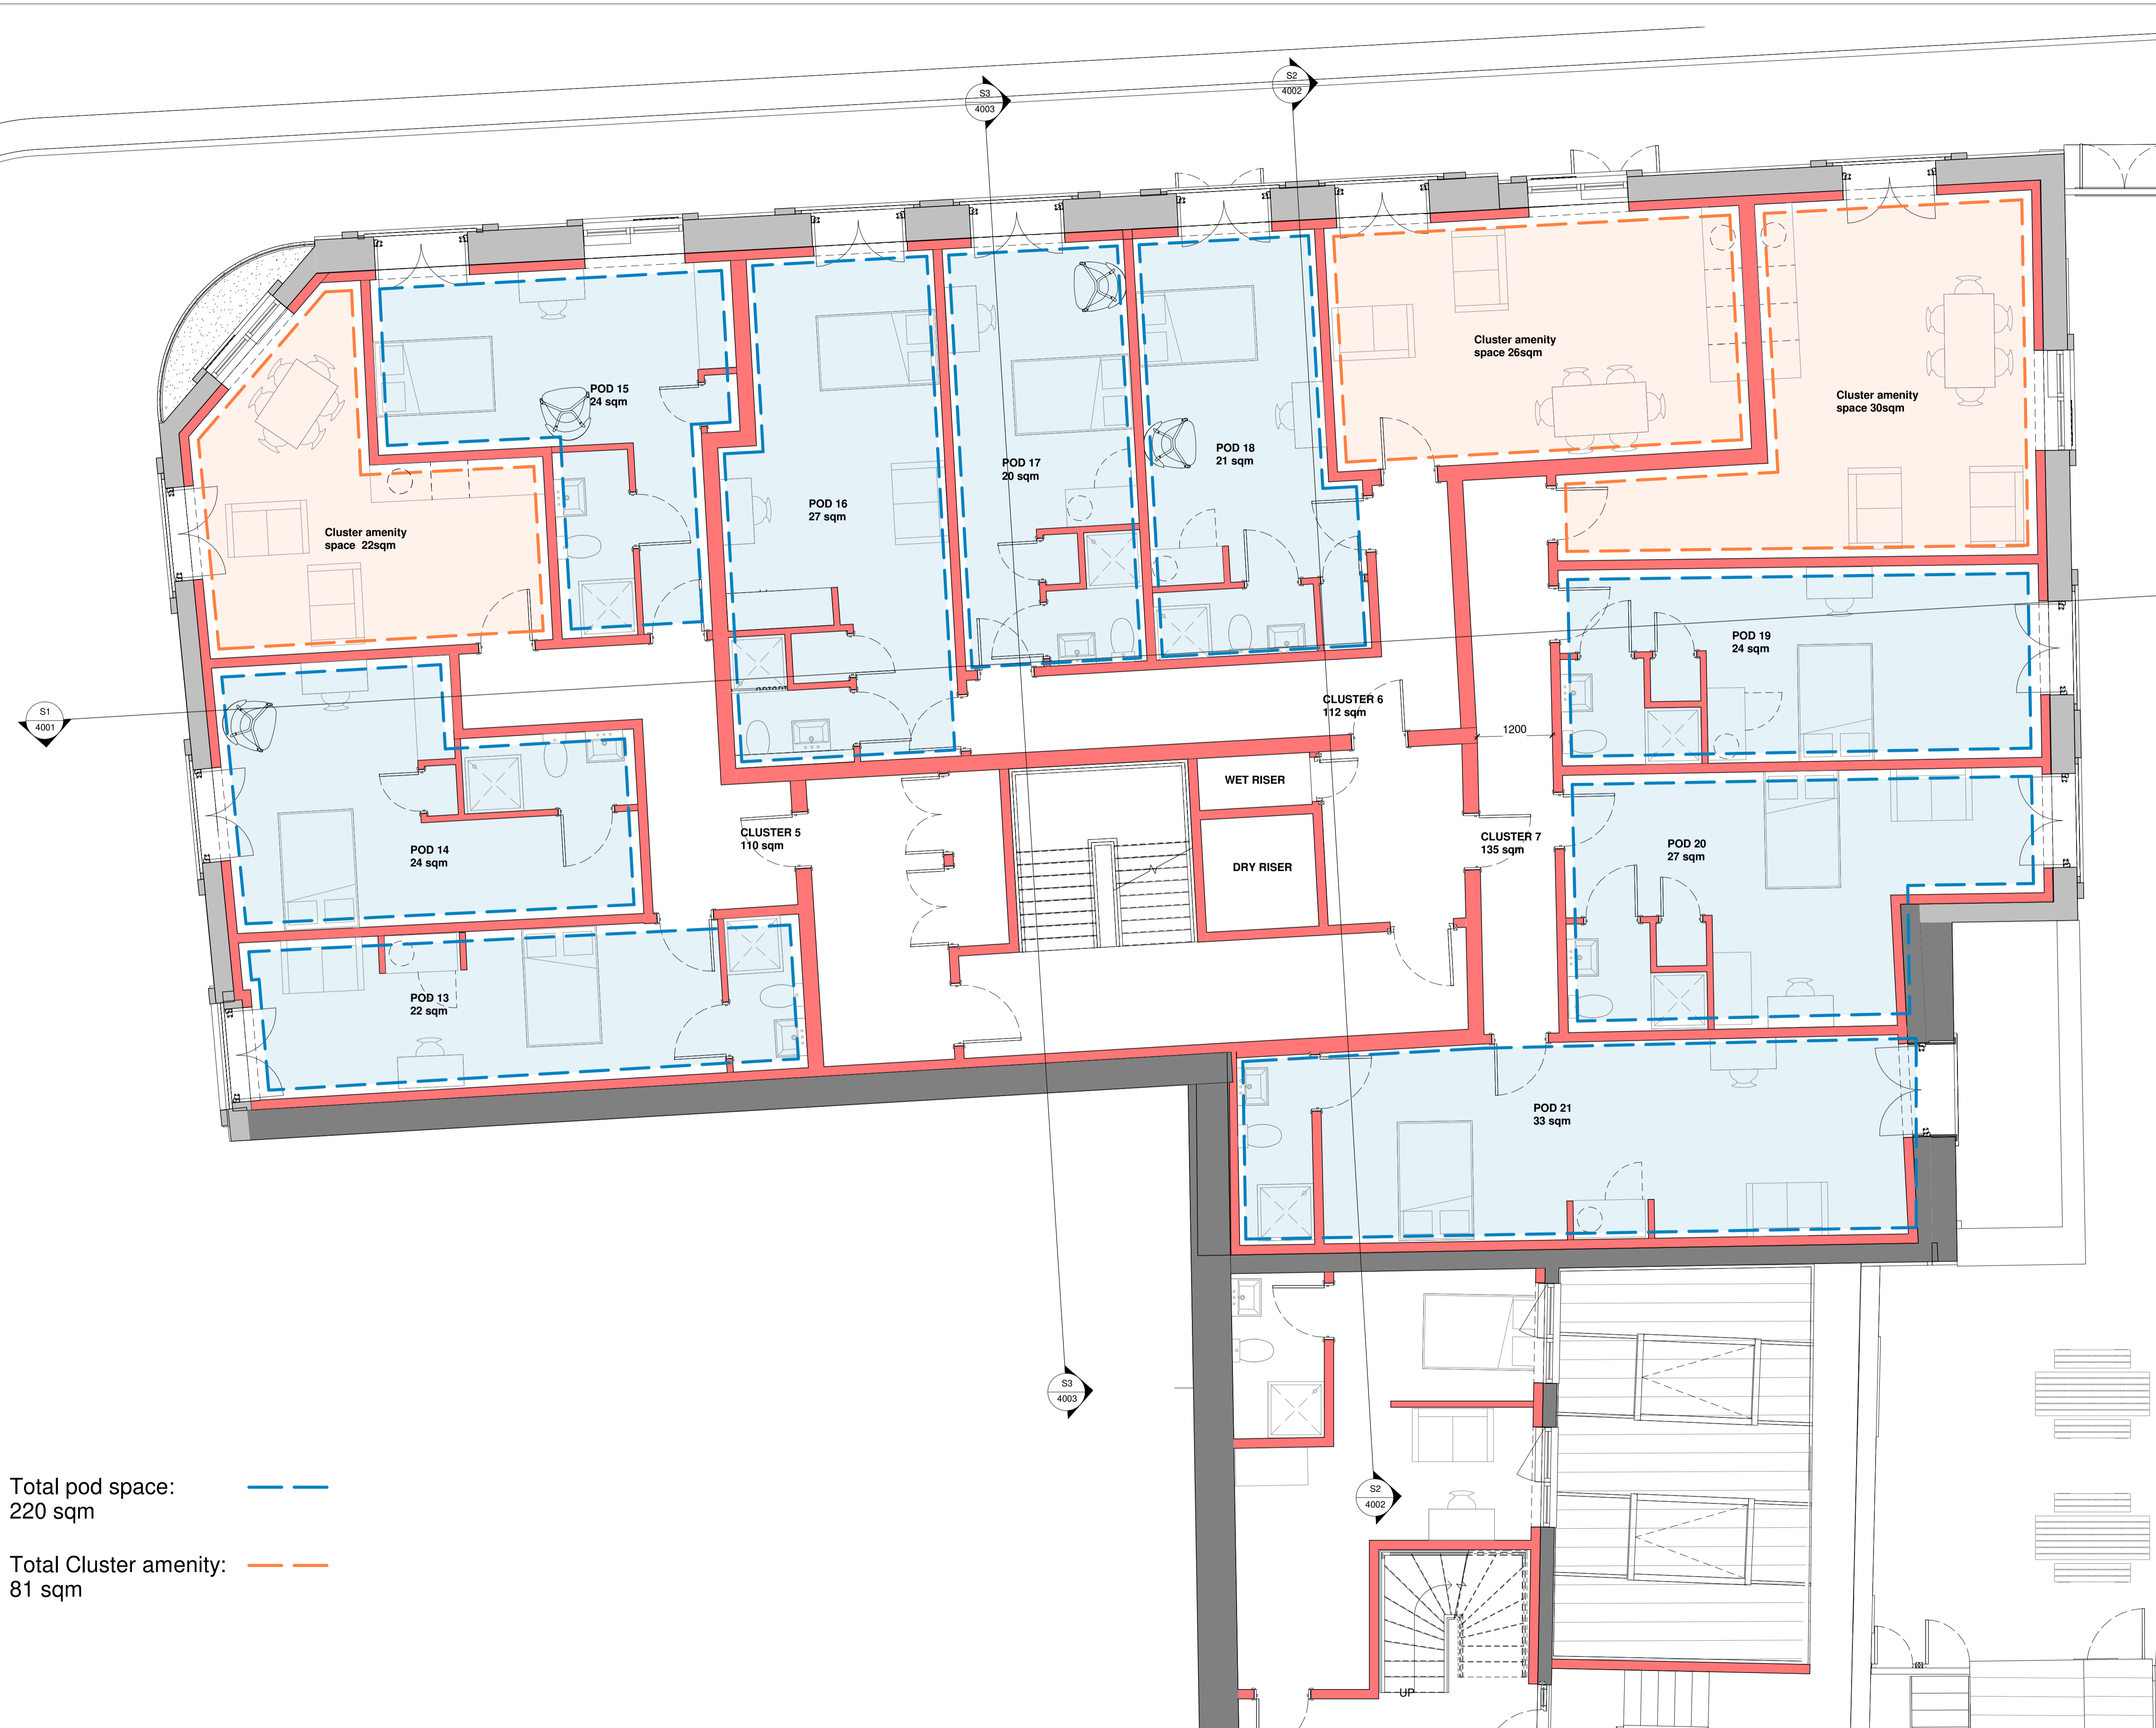 S3
4003
S2
4002
POD 15
24 sqm
Cluster amenity
space 26sqm
Cluster amenity
space 30sqm
POD 16
27 sqm
POD 17
20 sqm
POD 18
21 sqm
Cluster amenity
space 22sqm
POD 19
24 sqm
S1
4001
CLUSTER 6
112 sqm
1200
WET RISER
CLUSTER 5
110 sqm
CLUSTER 7
135 sqm
POD 20
27 sqm
POD 14
24 sqm
DRY RISER
POD 13
22 sqm
POD 21
33 sqm
S3
4003
S2
4002
Total pod space:
220 sqm
Total Cluster amenity:
81 sqm
UP